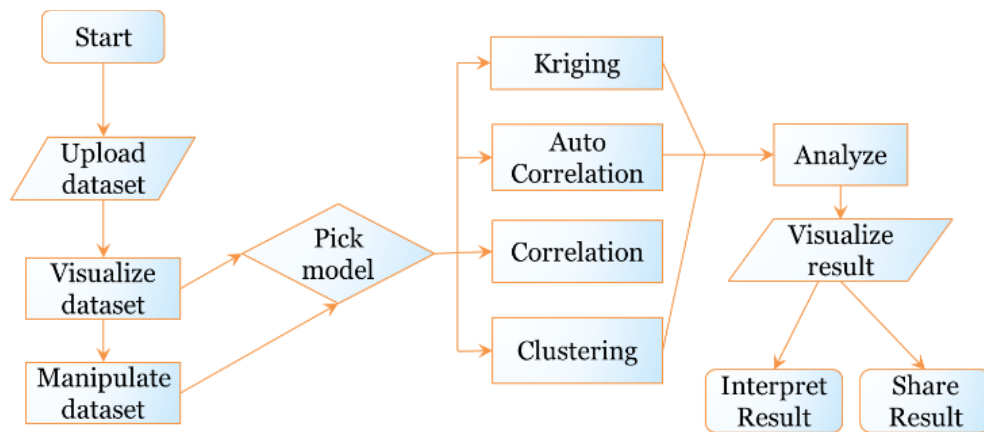 Start
Upload
dataset
Visualize
dataset
Manipulate
dataset
Pick
model
Kriging
Auto
Correlation
Correlation
Clustering
Analyze
Visualize
result
Interpret
Result
Share
Result